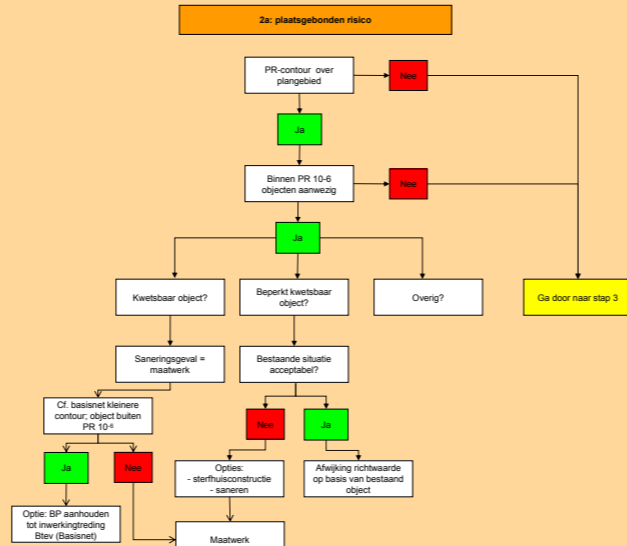 2a: plaatsgebonden risico
PR-contour over
plangebied
Nee
Ja
Binnen PR 10-6
objecten aanwezig
Nee
Ja
Kwetsbaar object?
Beperkt kwetsbaar
object?
Overig?
Ga door naar stap 3
Saneringsgeval =
maatwerk
Bestaande situatie
acceptabel?
Cf. basisnet kleinere
contour; object buiten
PR 10-6
Nee
Ja
Ja
Nee
Opties:
- sterfhuisconstructie
- saneren
Afwijking richtwaarde
op basis van bestaand
object
Optie: BP aanhouden
tot inwerkingtreding
Btev (Basisnet)
Maatwerk